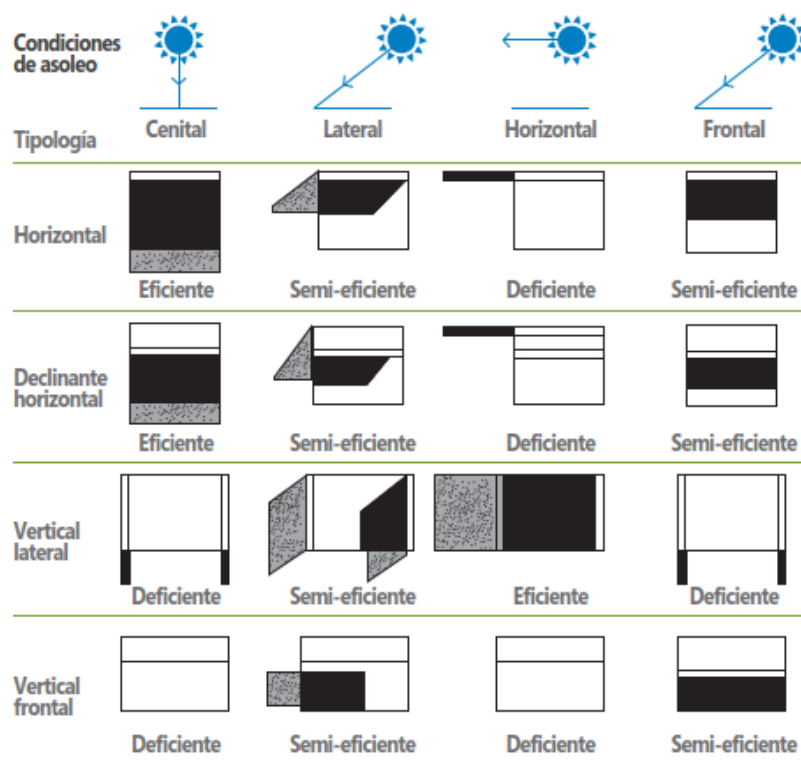 Condiciones
de asoleo
Tipología
Cenital Lateral Horizontal Frontal
Horizontal
Eficiente Semi-eficiente Deficiente Semi-eficiente
Declinante
horizontal
Eficiente Semi-eficiente Deficiente Semi-eficiente
Vertical
lateral
Deficiente Semi-eficiente Eficiente Deficiente
Vertical
frontal
Deficiente Semi-eficiente Deficiente Semi-eficiente